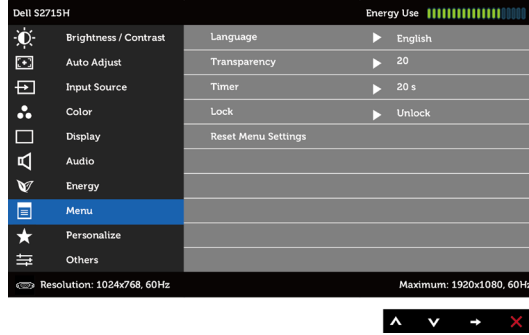 Dell S2715H Energy Use
Brightness / Contrast Language English
Auto Adjust Transparency 20
Input Source Timer 20 s
Color Lock Unlock
Display Reset Menu Settings
Audio
Energy
Menu
Personalize
Others
Resolution: 1024x768, 60Hz Maximum: 1920x1080, 60Hz